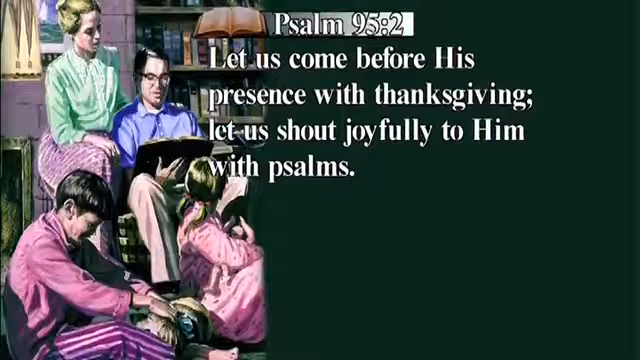 Psalm 95:2
Let us come before His
presence with thanksgiving;
let us shout joyfully to Him
with psalms.